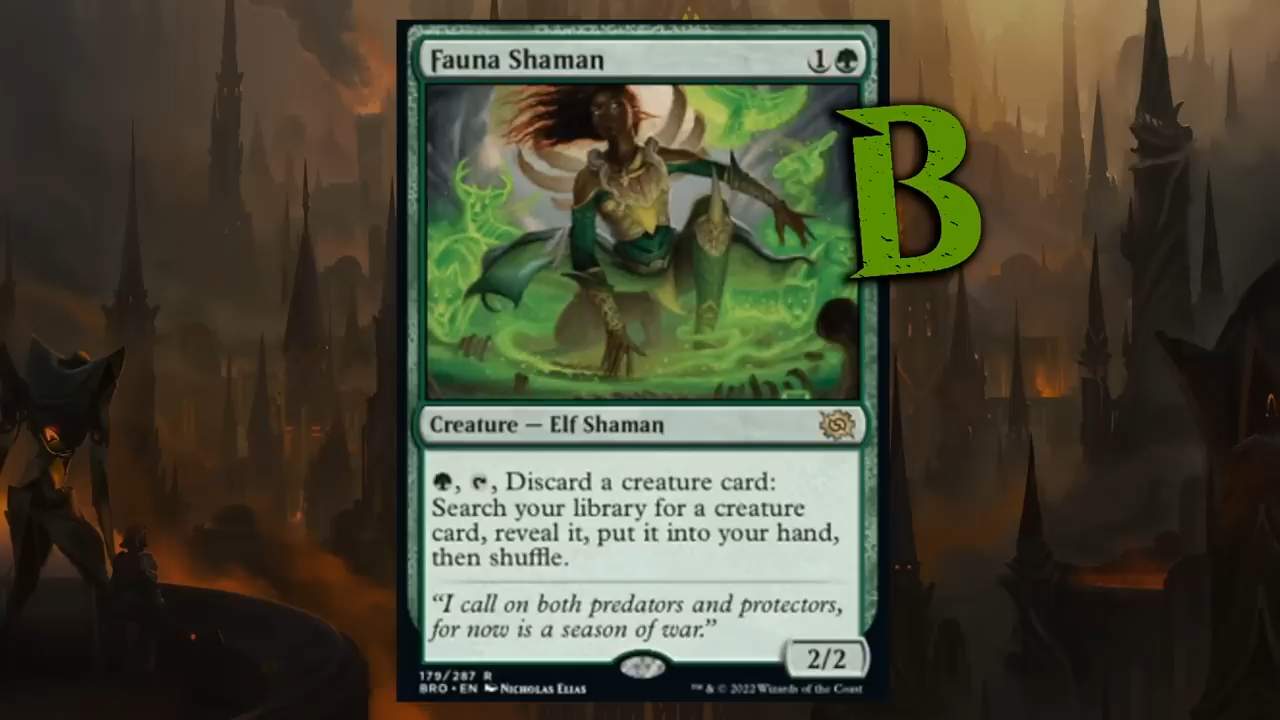 Fauna Shaman 1
B
Creature — Elf Shaman
, , Discard a creature card:
Search your library for a creature
card, reveal it, put it into your hand,
then shuffle.
“I call on both predators and protectors,
for now is a season of war.”
2/2
179/287 R
BRO • EN Nicholas Elias
™ & © 2022 Wizards of the Coast